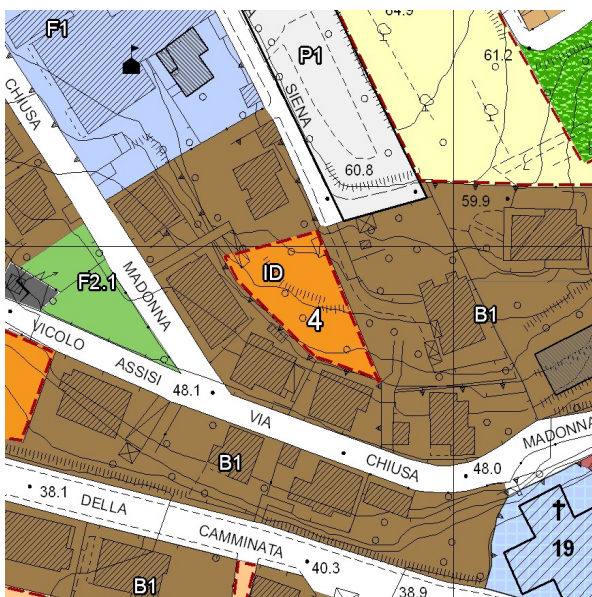 F1
64.9
61.2
P1
CHIUSA
SIENA
60.8
59.9
ID
4
F2.1
MADONNA
B1
VICOLO
ASSISI
48.1
VIA
CHIUSA
MADONNA
48.0
B1
38.1
DELLA
CAMMINATA
40.3
38.9
B1
19